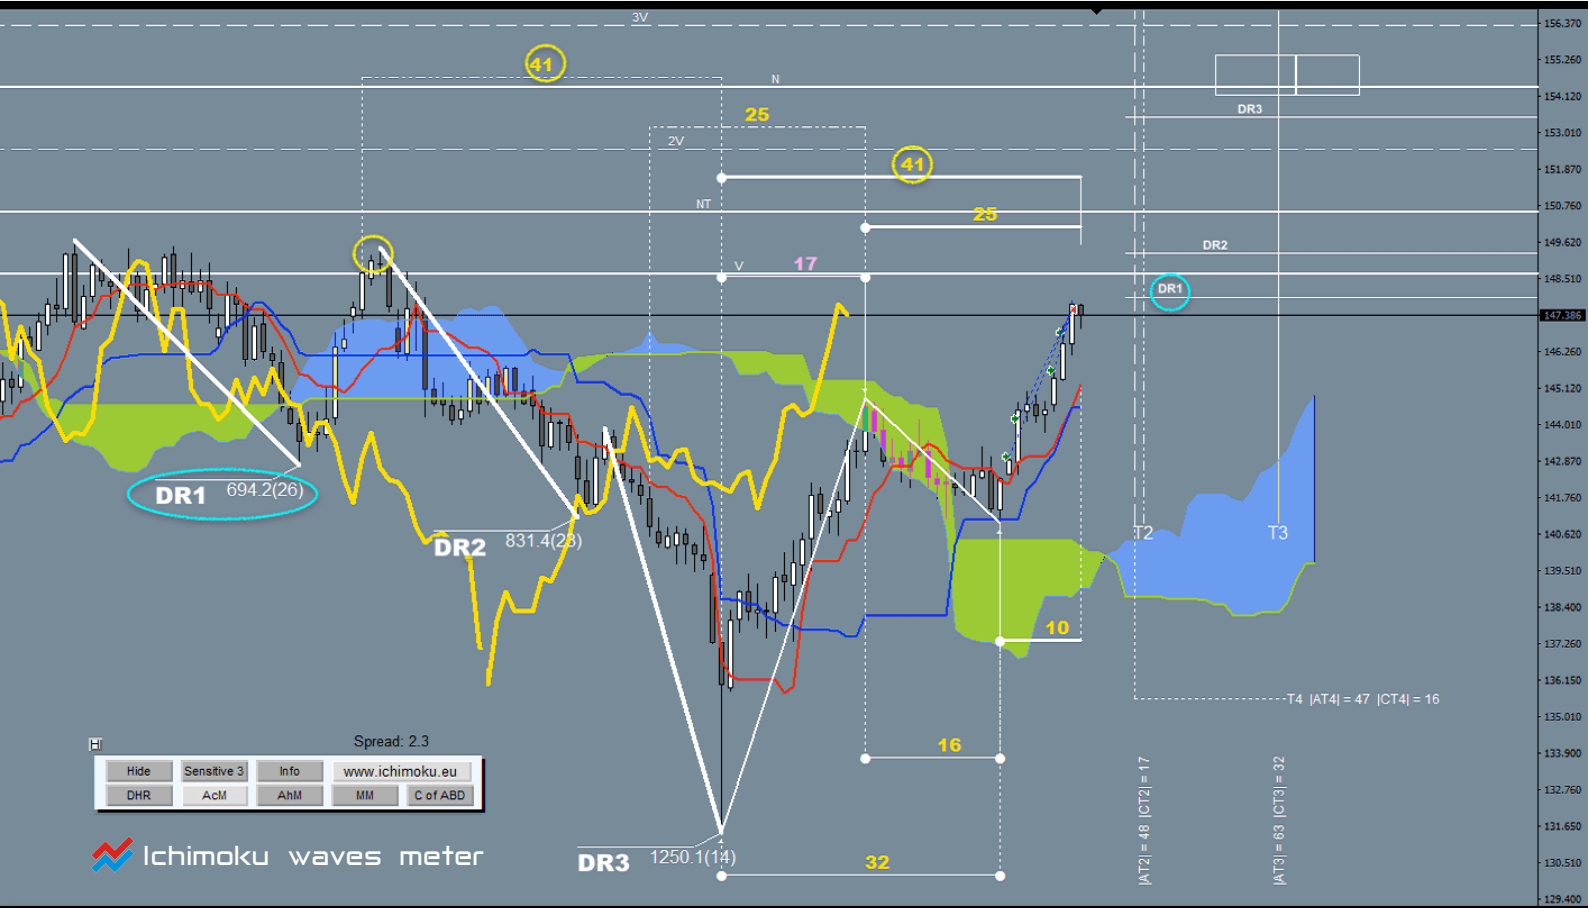 3V
156.370
155.260
154.120
153.010
151.870
150.760
149.620
148.510
147.386
146.260
145.120
144.010
142.870
141.760
140.620
139.510
138.400
137.260
136.150
135.010
133.900
132.760
131.650
130.510
129.400
41
N
DR3
25
2V
41
NT
25
DR2
V
17
DR1
DR1
694.2(26)
DR2
831.4(23)
T2
T3
10
T4 |AT4| = 47 |CT4| = 16
16
|AT2| = 48 |CT2| = 17
|AT3| = 63 |CT3| = 32
H
Spread: 2.3
Hide
Sensitive 3
Info
www.ichimoku.eu
DHR
AcM
AhM
MM
C of ABD
Ichimoku waves meter
DR3
1250.1(14)
32